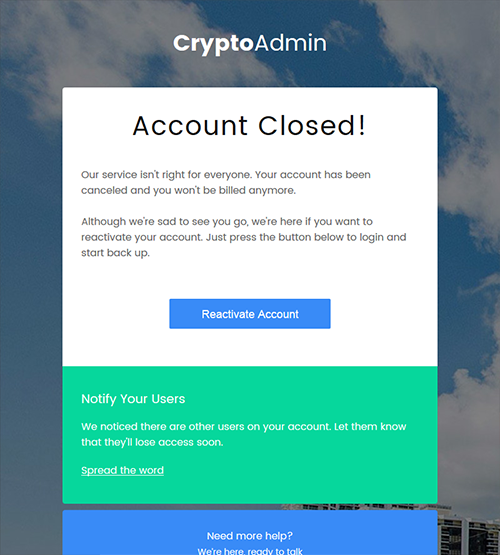 CryptoAdmin
Account Closed!
Our service isn't right for everyone. Your account has been
canceled and you won't be billed anymore.
Although we're sad to see you go, we're here if you want to
reactivate your account. Just press the button below to login and
start back up.
Reactivate Account
Notify Your Users
We noticed there are other users on your account. Let them know
that they'll lose access soon.
Spread the word
Need more help?
We're here, ready to talk